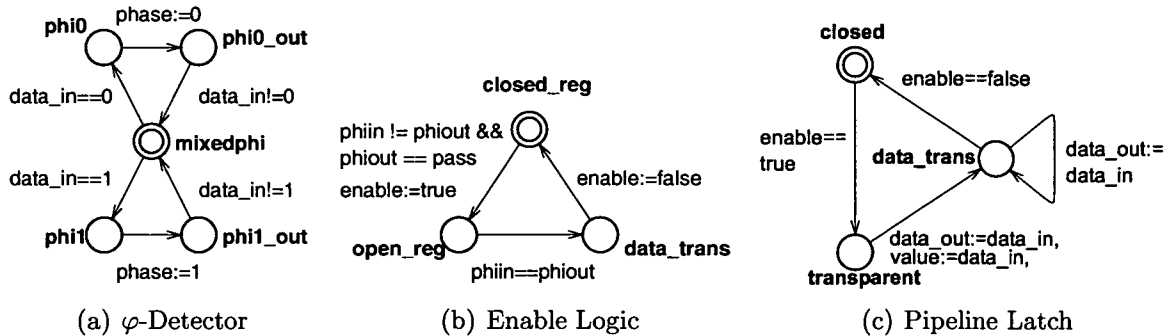 phase:=0
phi0
phi0_out
data_in==0
data_in!=0
mixedphi
data_in==1
data_in!=1
phi1
phi1_out
phase:=1
(a) φ-Detector
closed_reg
phiin != phiout &&
phiout == pass
enable:=true
enable:=false
open_reg
data_trans
phiin==phiout
(b) Enable Logic
closed
enable==false
enable==
true
data_trans
data_out:=
data_in
data_out:=data_in,
value:=data_in,
transparent
(c) Pipeline Latch